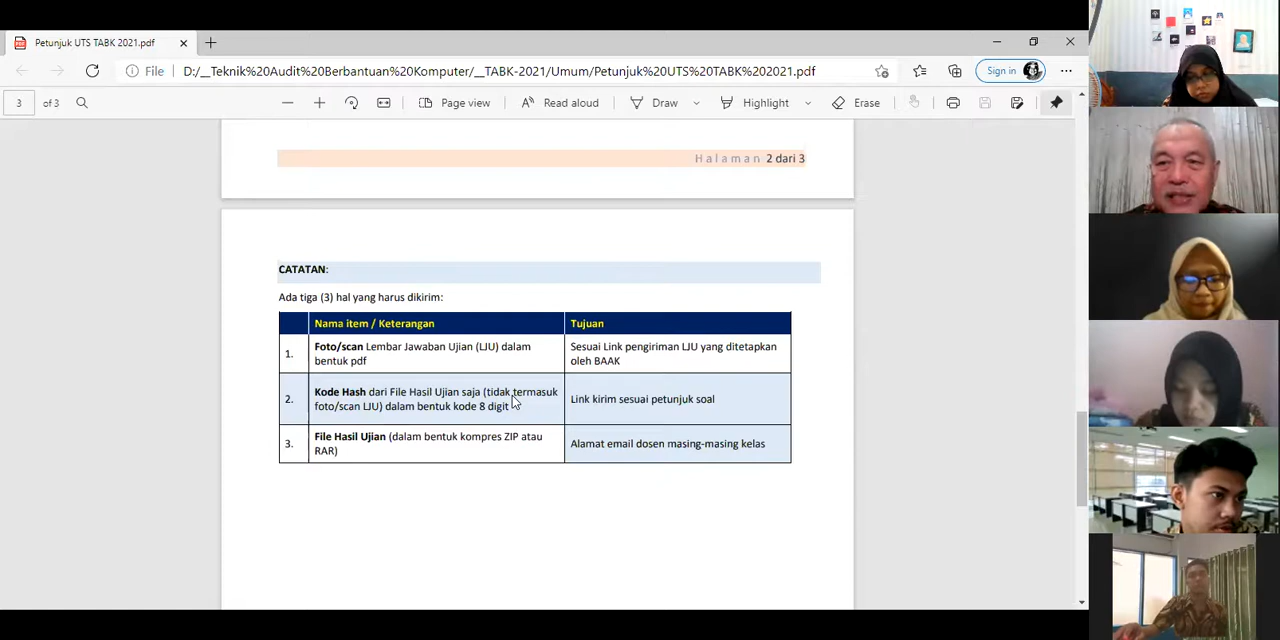 Petunjuk UTS TABK 2021.pdf
File D:/__Teknik%20Audit%20Berbantuan%20Komputer/__TABK-2021/Umum/Petunjuk%20UTS%20TABK%202021.pdf
Sign in
3 of 3
Page view
Read aloud
Draw
Highlight
Erase
Halaman 2 dari 3
CATATAN:
Ada tiga (3) hal yang harus dikirim:
Nama item / Keterangan
Tujuan
1.
Foto/scan Lembar Jawaban Ujian (LJU) dalam
bentuk pdf
Sesuai Link pengiriman LJU yang ditetapkan
oleh BAAK
2.
Kode Hash dari File Hasil Ujian saja (tidak termasuk
foto/scan LJU) dalam bentuk kode 8 digit
Link kirim sesuai petunjuk soal
3.
File Hasil Ujian (dalam bentuk kompres ZIP atau
RAR)
Alamat email dosen masing-masing kelas